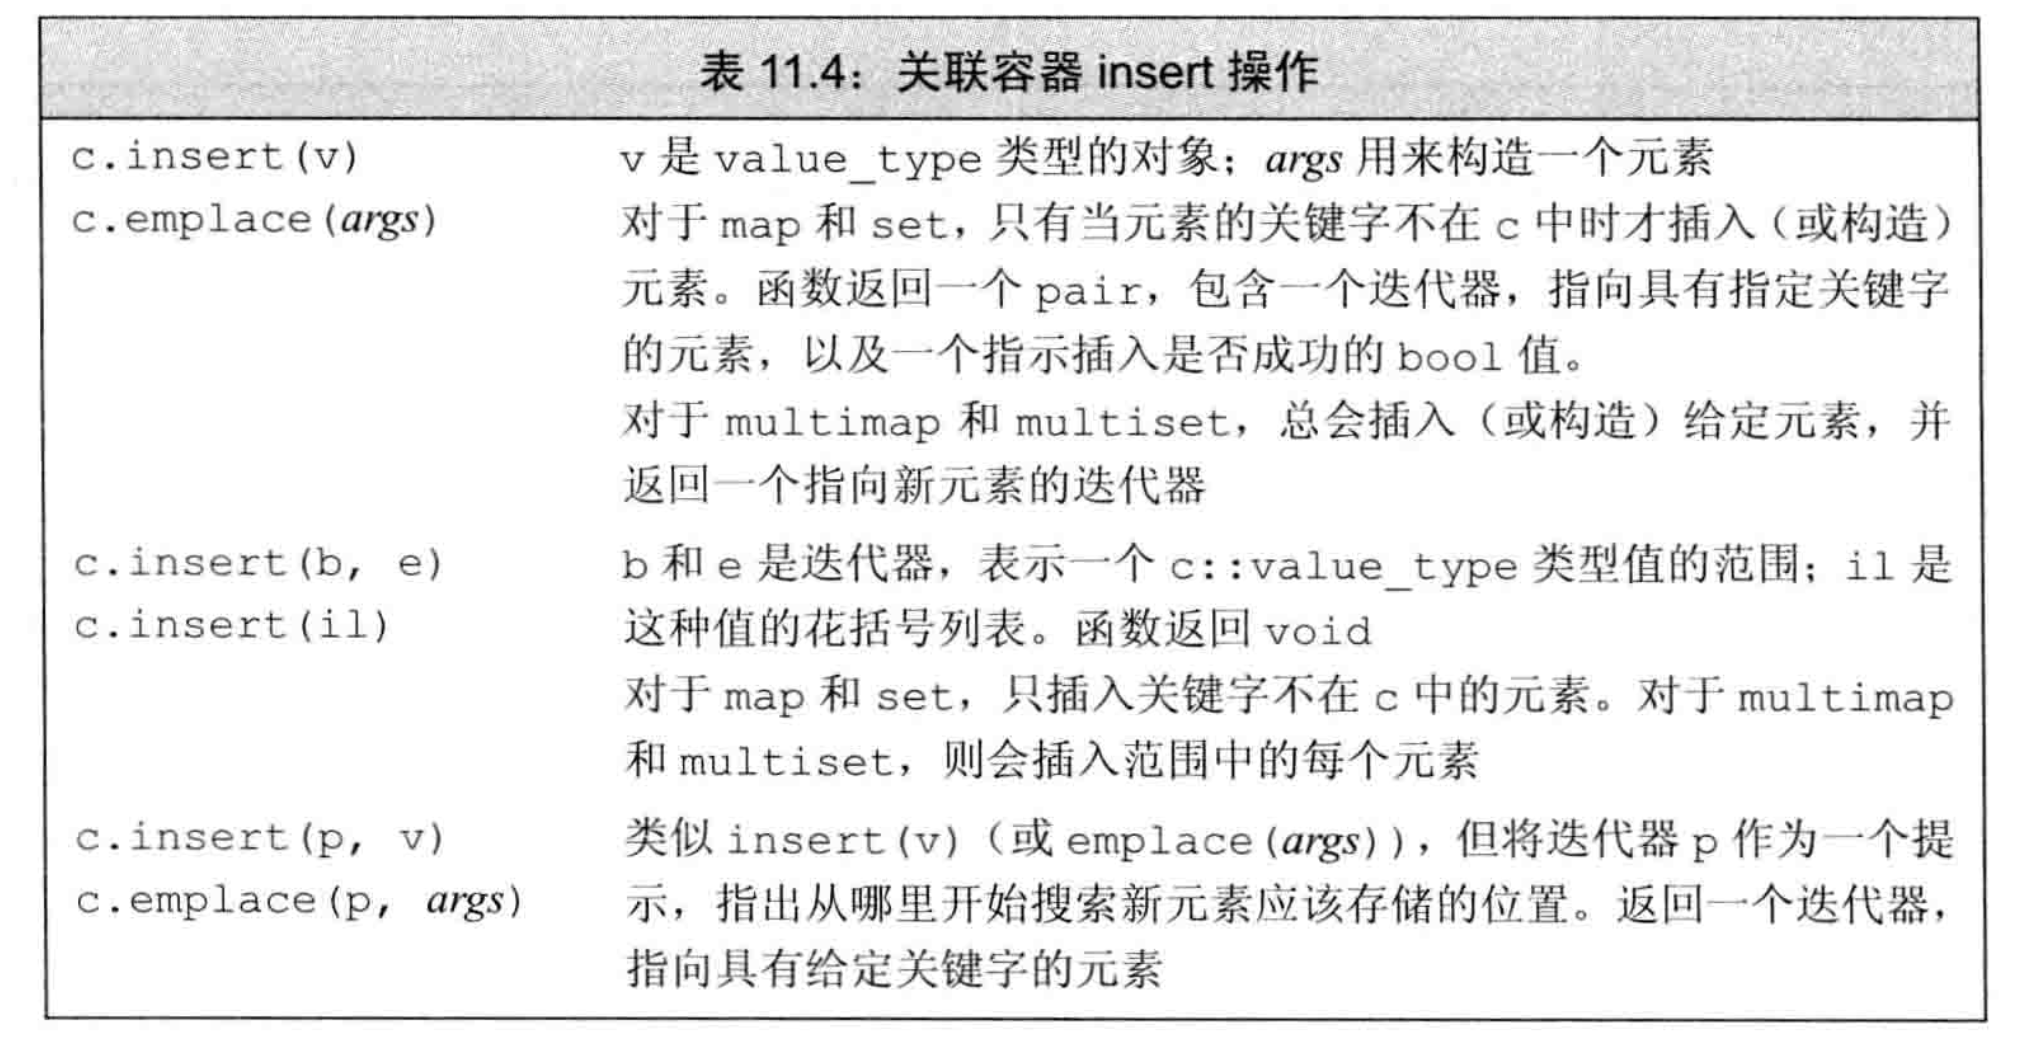 表 11.4：关联容器 insert 操作
c.insert(v)
v 是 value_type 类型的对象；args 用来构造一个元素
c.emplace(args)
对于 map 和 set，只有当元素的关键字不在 c 中时才插入（或构造）
元素。函数返回一个 pair，包含一个迭代器，指向具有指定关键字
的元素，以及一个指示插入是否成功的 bool 值。
对于 multimap 和 multiset，总会插入（或构造）给定元素，并
返回一个指向新元素的迭代器
c.insert(b, e)
b 和 e 是迭代器，表示一个 c::value_type 类型值的范围；il 是
c.insert(il)
这种值的花括号列表。函数返回 void
对于 map 和 set，只插入关键字不在 c 中的元素。对于 multimap
和 multiset，则会插入范围中的每个元素
c.insert(p, v)
类似 insert(v)（或 emplace(args)），但将迭代器 p 作为一个提
c.emplace(p, args)
示，指出从哪里开始搜索新元素应该存储的位置。返回一个迭代器，
指向具有给定关键字的元素